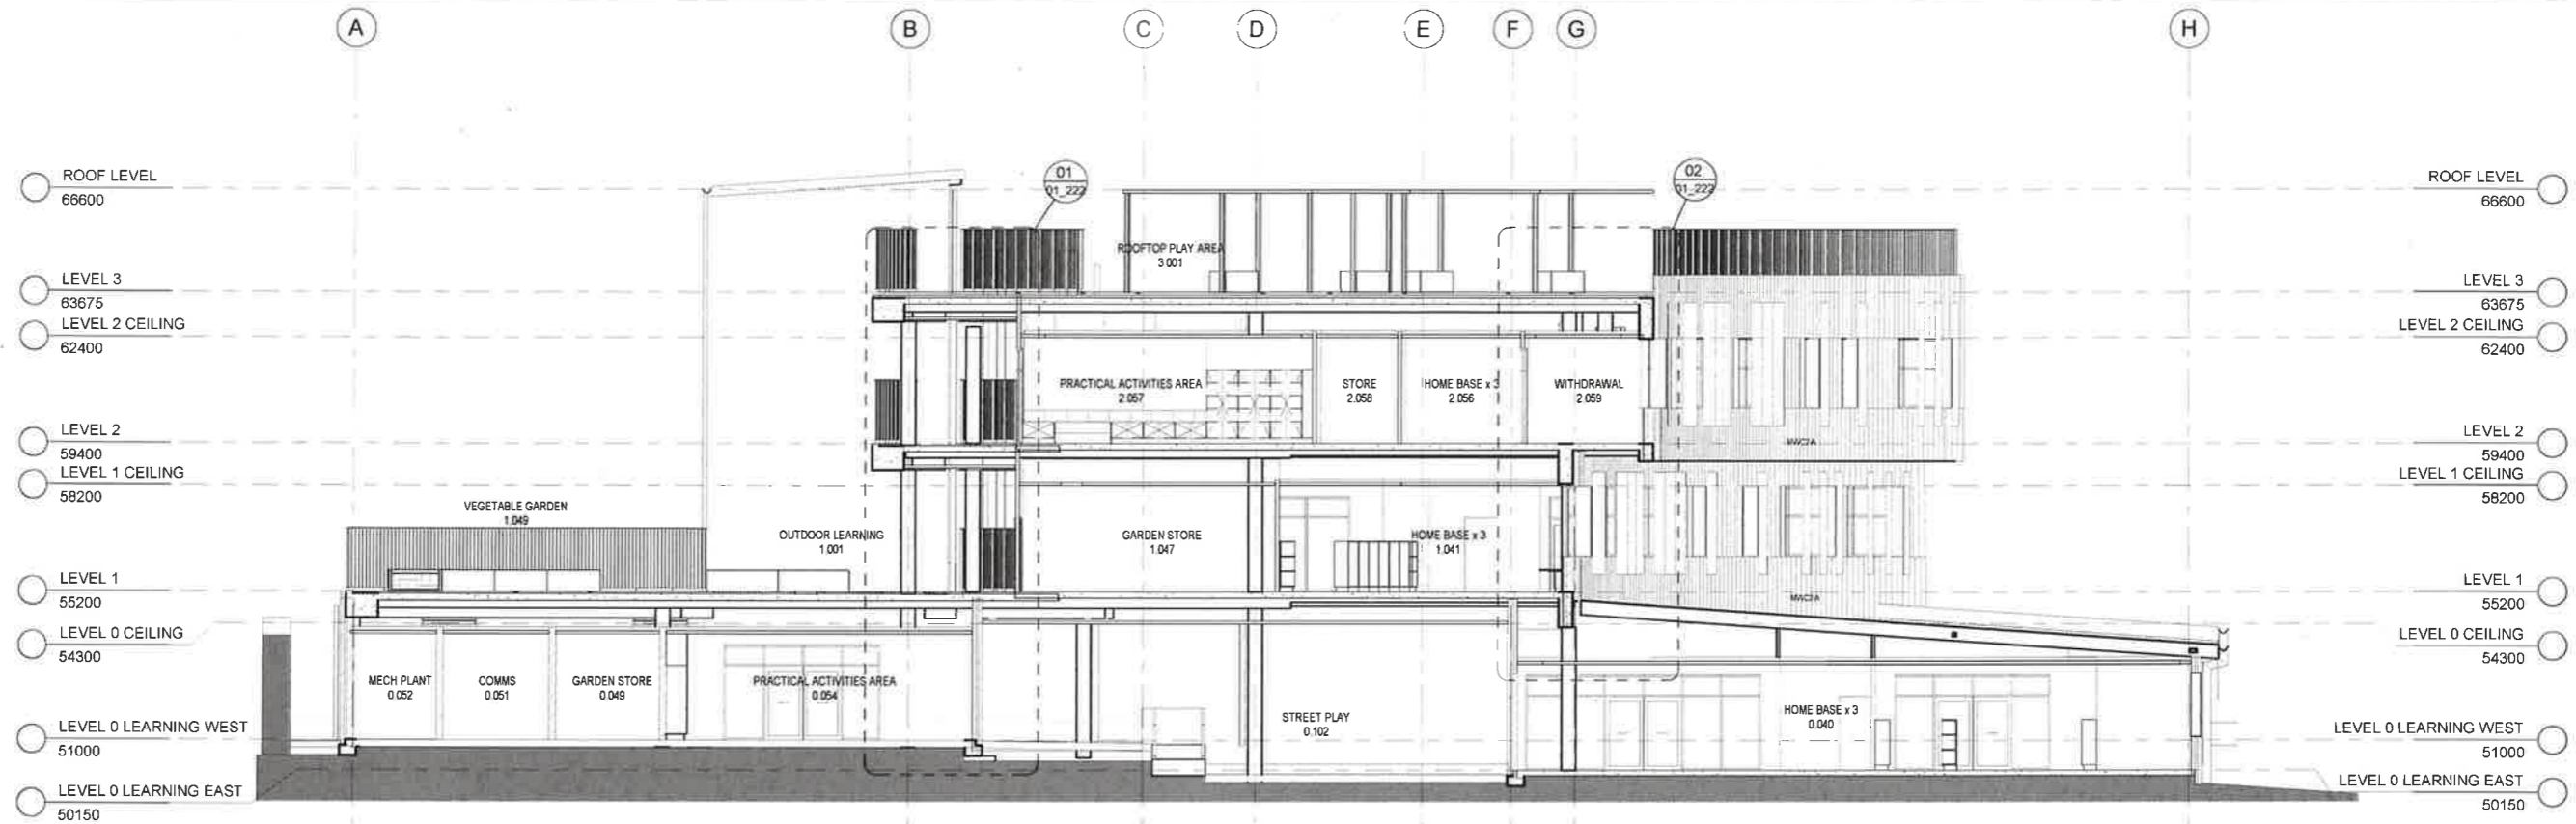 A
B
C
D
E
F
G
H
ROOF LEVEL
66600
LEVEL 3
63675
LEVEL 2 CEILING
62400
LEVEL 2
59400
LEVEL 1 CEILING
58200
LEVEL 1
55200
LEVEL 0 CEILING
54300
LEVEL 0 LEARNING WEST
51000
LEVEL 0 LEARNING EAST
50150
01
01_222
02
01_222
ROOFTOP PLAY AREA
3 001
PRACTICAL ACTIVITIES AREA
2.057
STORE
2.058
HOME BASE x 3
2.056
WITHDRAWAL
2.059
VEGETABLE GARDEN
1.049
OUTDOOR LEARNING
1.001
GARDEN STORE
1.047
HOME BASE x 3
1.041
MECH PLANT
0.052
COMMS
0.051
GARDEN STORE
0.049
PRACTICAL ACTIVITIES AREA
0.054
STREET PLAY
0.102
HOME BASE x 3
0.040
ROOF LEVEL
66600
LEVEL 3
63675
LEVEL 2 CEILING
62400
LEVEL 2
59400
LEVEL 1 CEILING
58200
LEVEL 1
55200
LEVEL 0 CEILING
54300
LEVEL 0 LEARNING WEST
51000
LEVEL 0 LEARNING EAST
50150